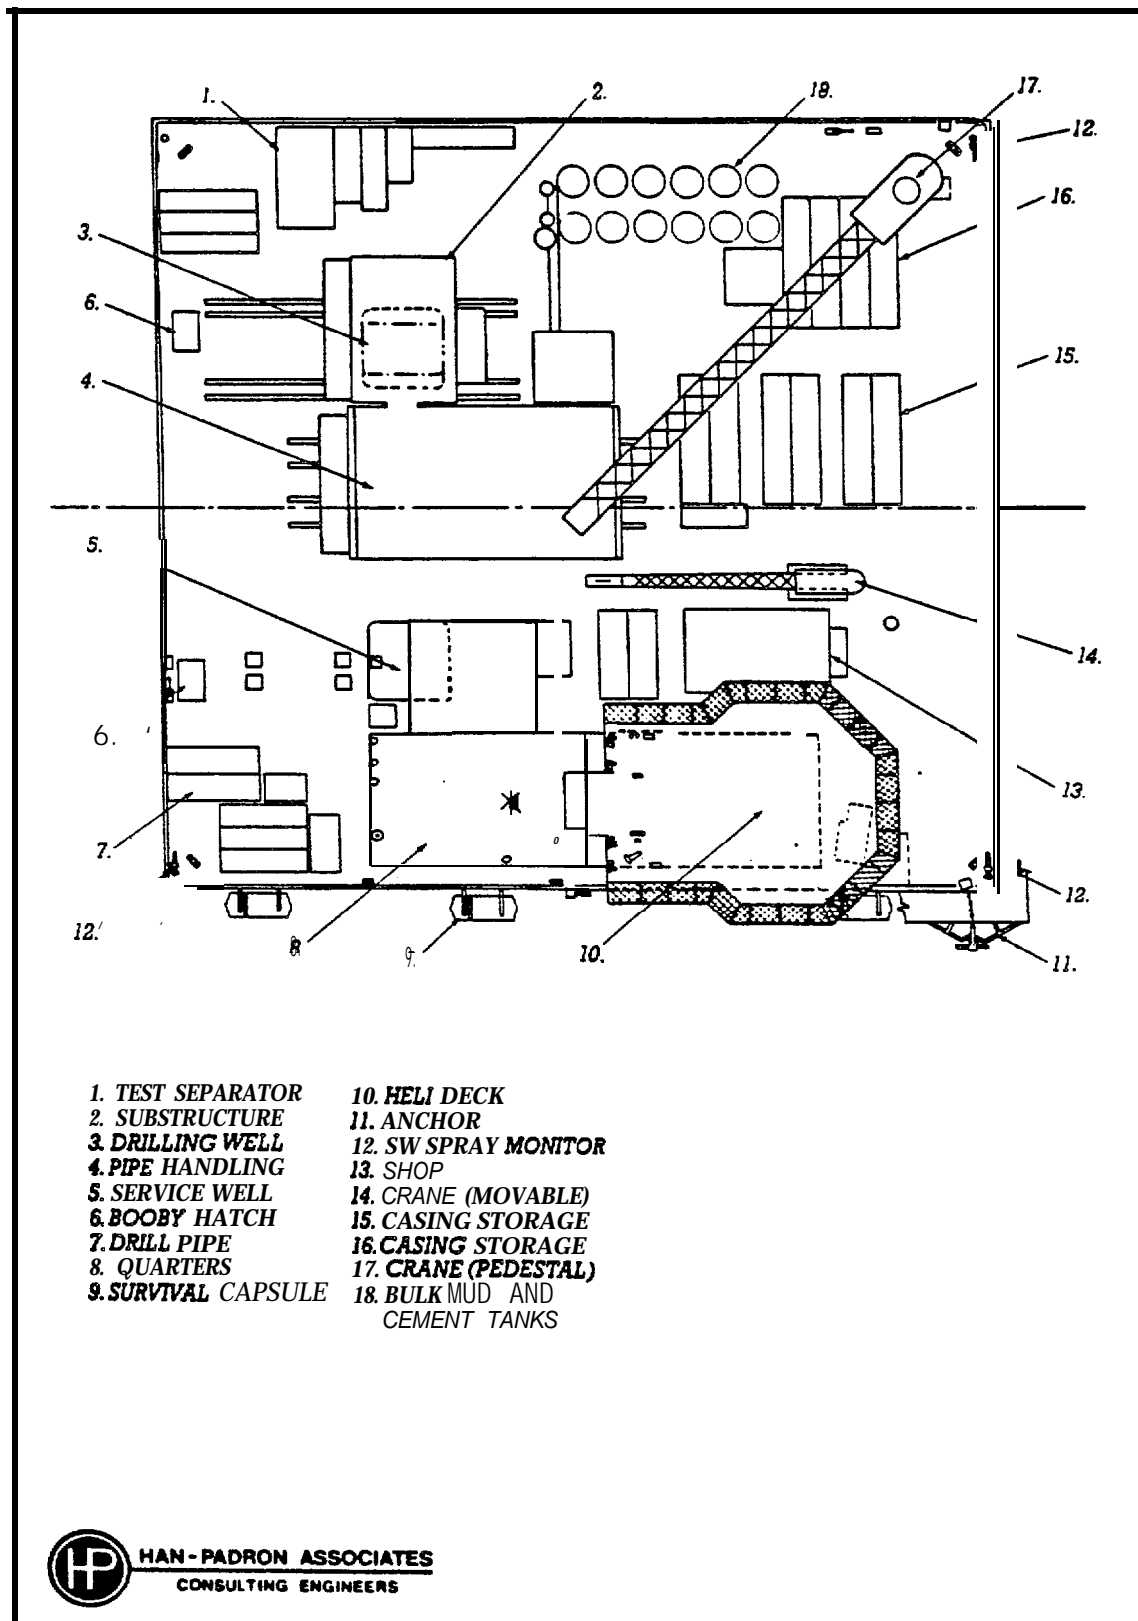 1.
2.
18.
17.
12.
16.
3.
6.
4.
15.
5.
14.
6.
13.
7.
12.
12.
8
9.
10.
11.
1. TEST SEPARATOR
2. SUBSTRUCTURE
3. DRILLING WELL
4. PIPE HANDLING
5. SERVICE WELL
6. BOOBY HATCH
7. DRILL PIPE
8. QUARTERS
9. SURVIVAL CAPSULE
10. HELI DECK
11. ANCHOR
12. SW SPRAY MONITOR
13. SHOP
14. CRANE (MOVABLE)
15. CASING STORAGE
16. CASING STORAGE
17. CRANE (PEDESTAL)
18. BULK MUD AND
CEMENT TANKS
HP
HAN-PADRON ASSOCIATES
CONSULTING ENGINEERS